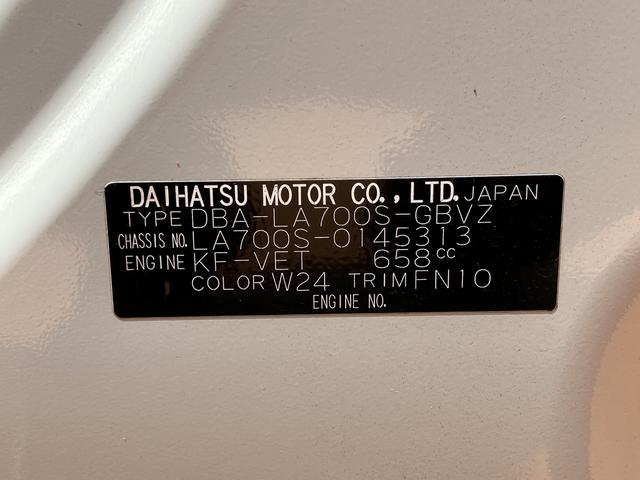 DAIHATSU MOTOR CO., LTD. JAPAN
TYPE DBA-LA700S-GBVZ
CHASSIS NO. LA700S-0145313
ENGINE KF-VET 658cc
COLOR W24 TRIM FN10
ENGINE NO.